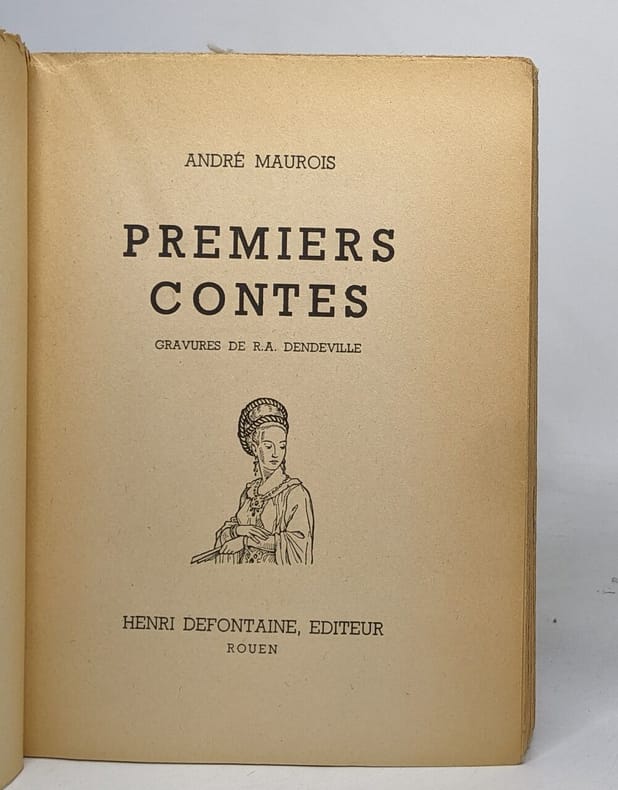 ANDRÉ MAUROIS
PREMIERS
CONTES
GRAVURES DE R.A. DENDEVILLE
HENRI DEFONTAINE, EDITEUR
ROUEN